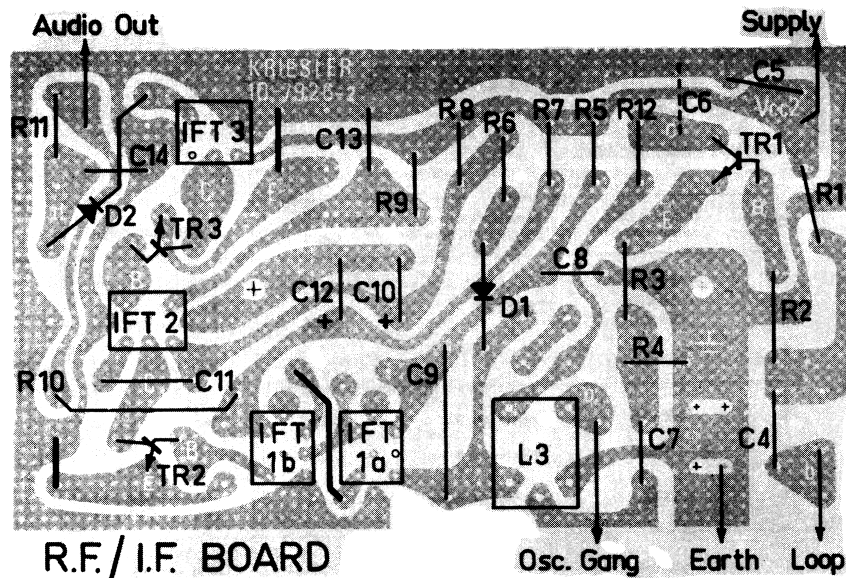 Audio Out
Supply
KRIESLER
C5
Vcc2
R11
IFT 3
C13
R8
R6
R7
R5
R12
C6
TR1
C14
D2
R9
R1
TR3
B
E
B
C12
C10
C8
R3
IFT 2
D1
R2
R4
R10
C11
C9
IFT 1b
IFT 1a
L3
C7
C4
TR2
B
E
R.F./I.F. BOARD
Osc. Gang
Earth
Loop